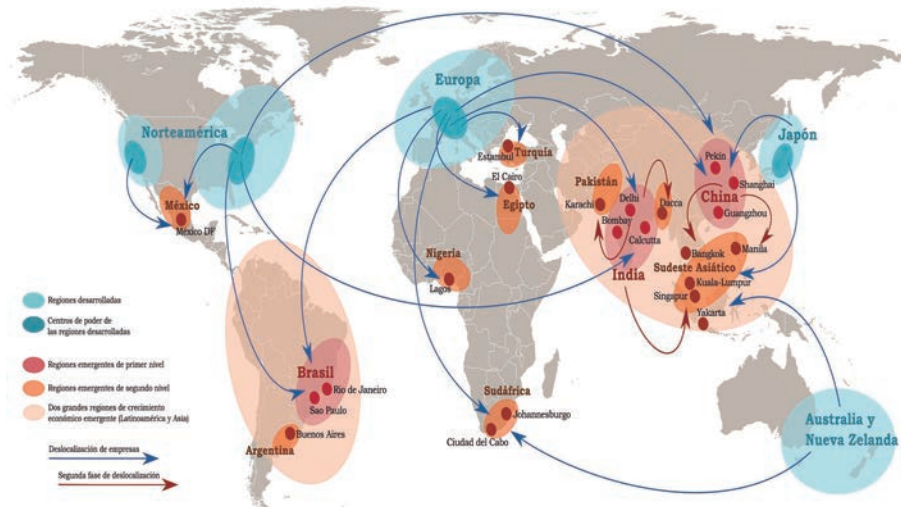 Europa
Norteamérica
Japón
Pekín
Turquía
Estambul
El Cairo
Pakistán
Shanghai
Delhi
Dacca
China
México
Karachi
Egipto
Guangzhou
México DF
Bombay
Calcutta
Nigeria
Bangkok
Manila
India
Sudeste Asiático
Lagos
Kuala-Lumpur
Singapur
Yakarta
Regiones desarrolladas
Centros de poder de
las regiones desarrolladas
Regiones emergentes de primer nivel
Regiones emergentes de segundo nivel
Dos grandes regiones de crecimiento
económico emergente (Latinoamérica y Asia)
Deslocalización de empresas
Segunda fase de deslocalización
Brasil
Rio de Janeiro
Sao Paulo
Buenos Aires
Argentina
Sudáfrica
Johannesburgo
Ciudad del Cabo
Australia y
Nueva Zelanda